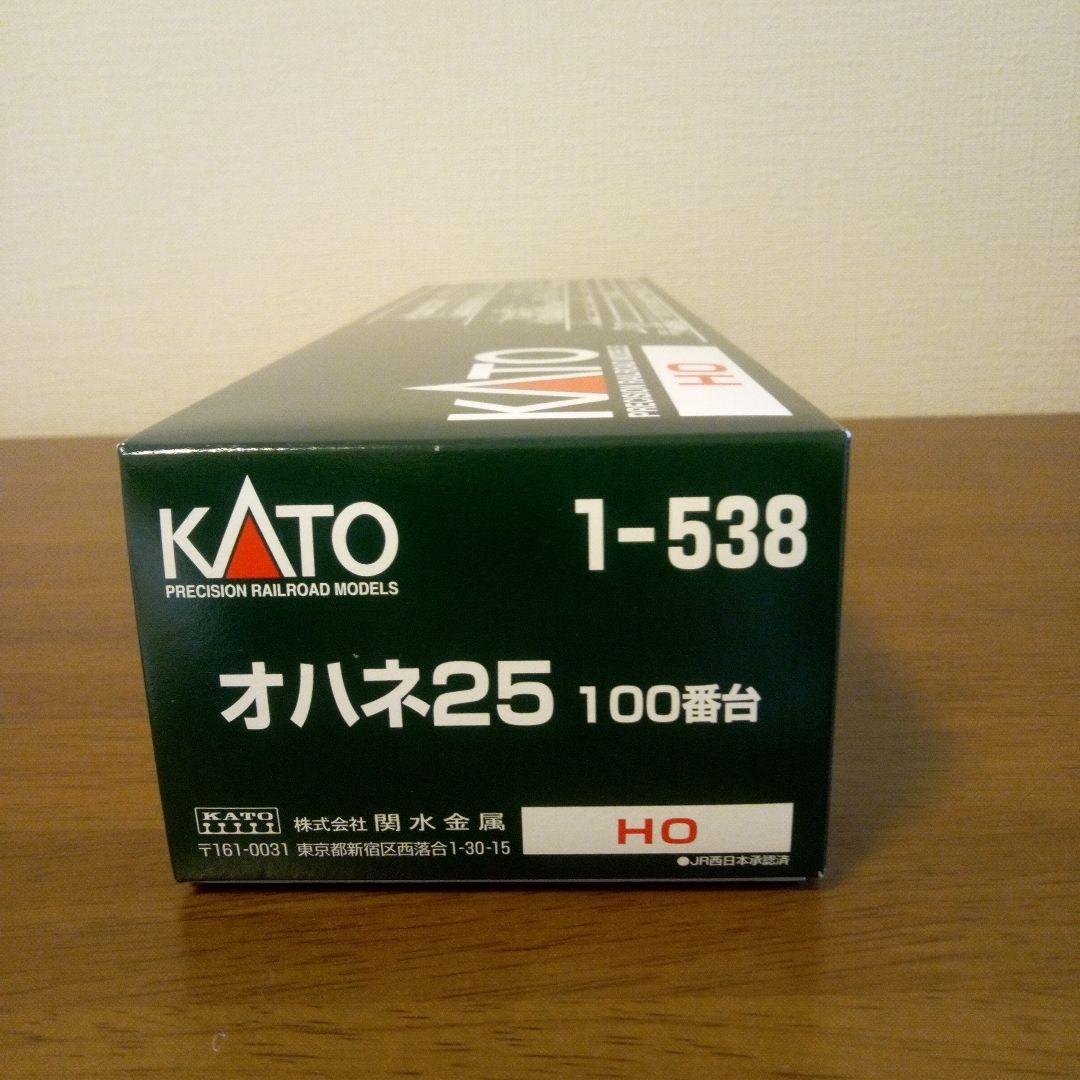 KATO
PRECISION RAILROAD MODELS
HO
KATO
PRECISION RAILROAD MODELS
1-538
オハネ25 100番台
KATO
株式会社 関水金属
〒161-0031 東京都新宿区西落合1-30-15
HO
●JR西日本承認済